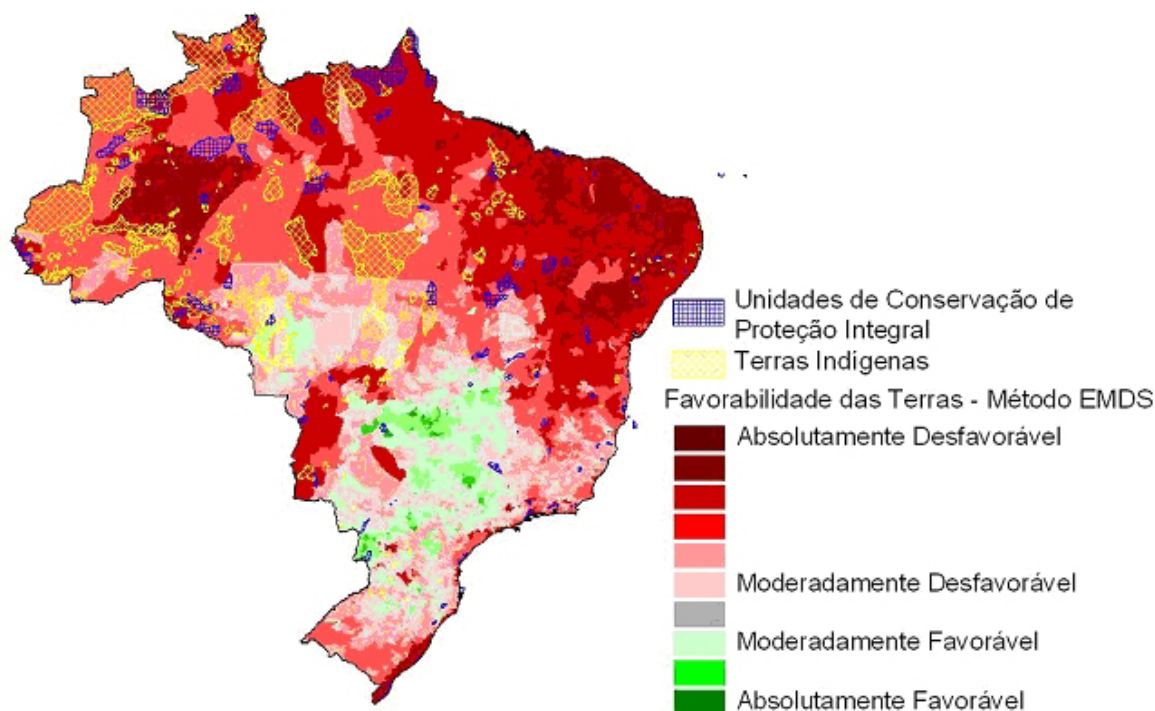 Unidades de Conservação de
Proteção Integral
Terras Indígenas
Favorabilidade das Terras - Método EMDS
Absolutamente Desfavorável
Moderadamente Desfavorável
Moderadamente Favorável
Absolutamente Favorável